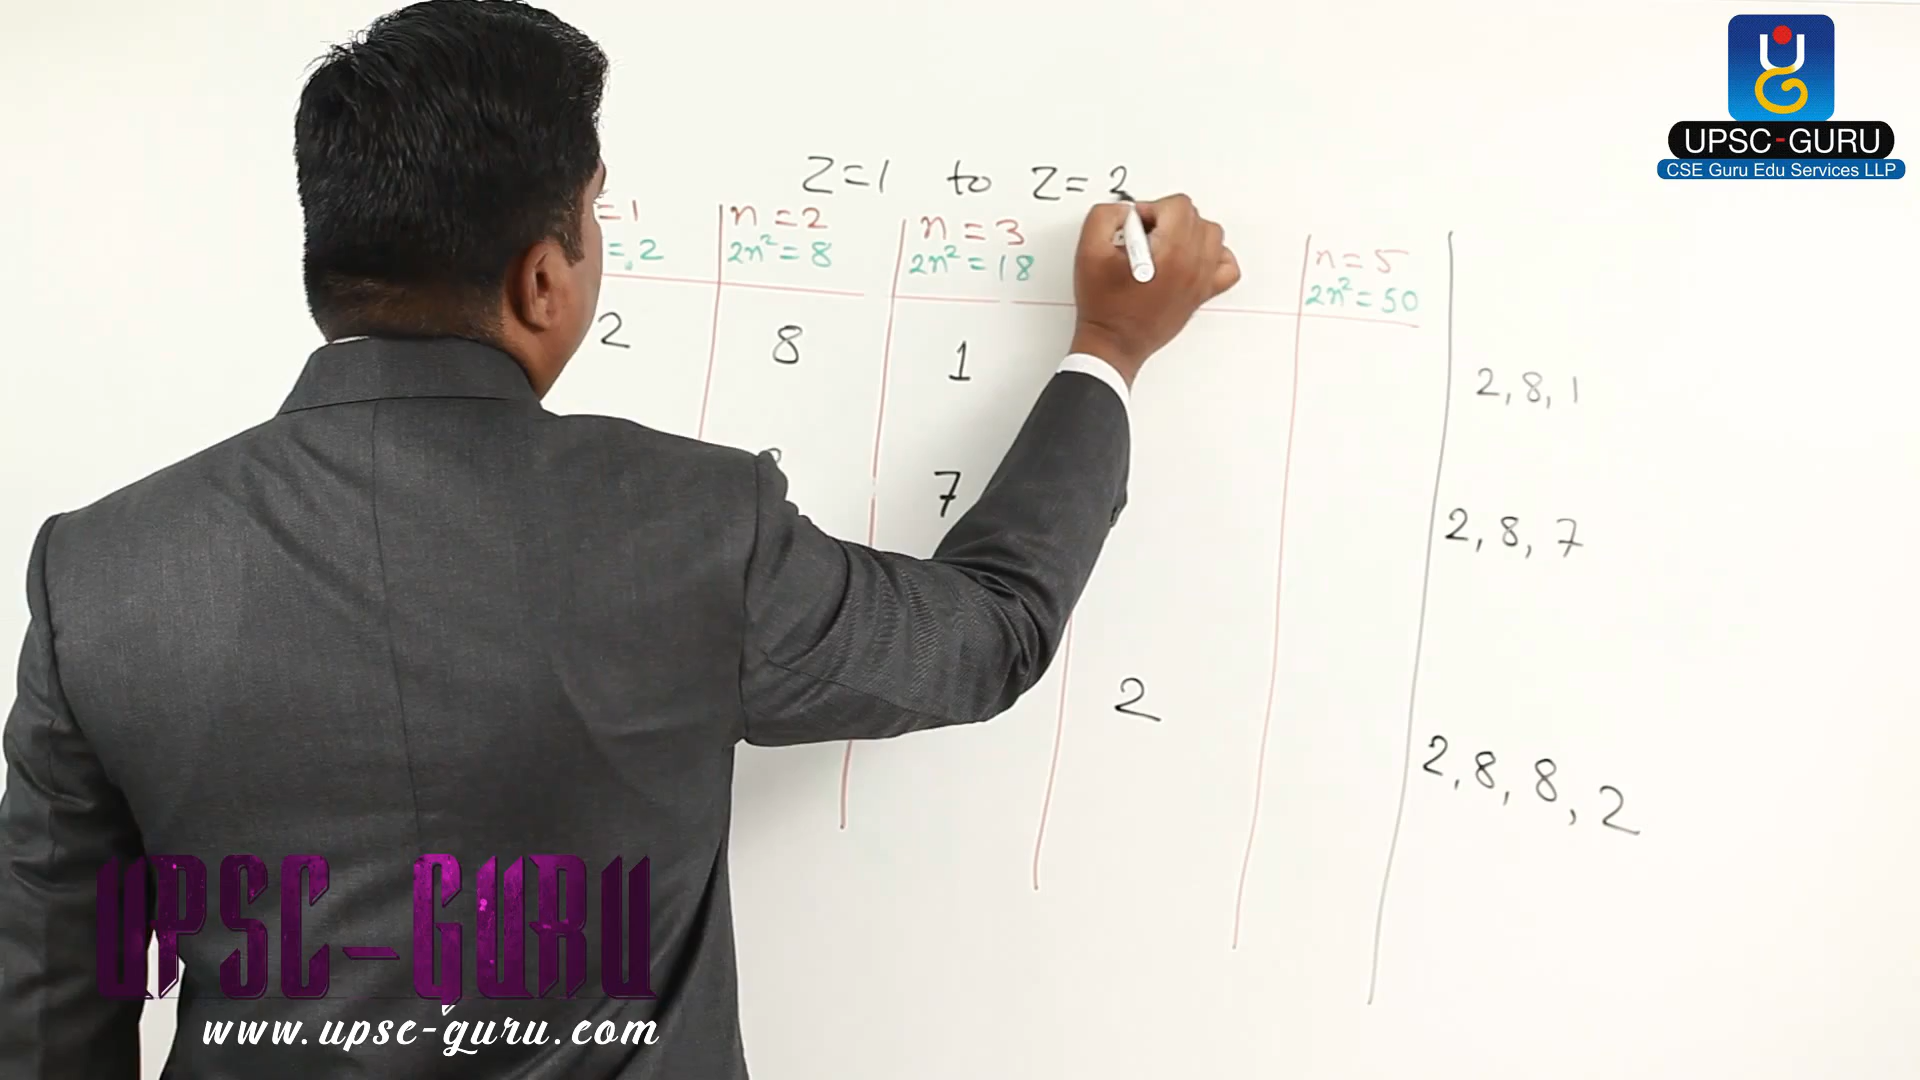 UPSC-GURU
CSE Guru Edu Services LLP
Z=1 to Z=2
=1 n=2 n=3 n=5
=2 2n²=8 2n²=18 2n²=50
2 8 1 2, 8, 1
7 2, 8, 7
2 2, 8, 8, 2
UPSC-GURU
www.upsc-guru.com